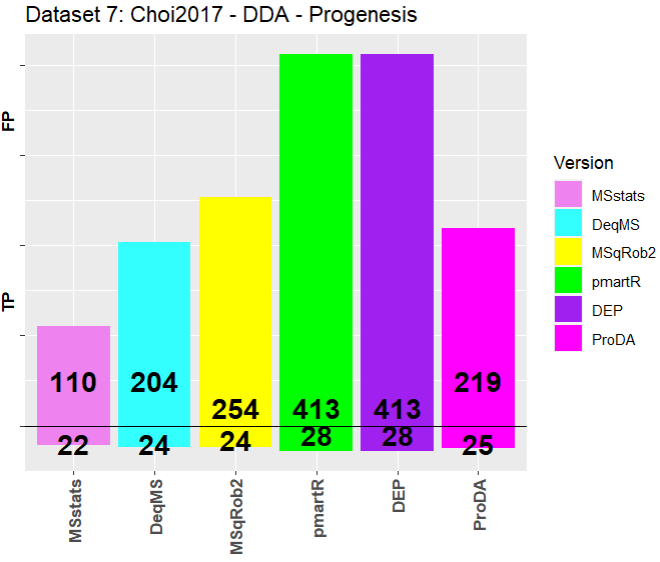 Dataset 7: Choi2017 - DDA - Progenesis
FP
TP
110
204
254
413
413
219
22
24
24
28
28
25
MSstats
DeqMS
MSqRob2
pmartR
DEP
ProDA
Version
MSstats
DeqMS
MSqRob2
pmartR
DEP
ProDA